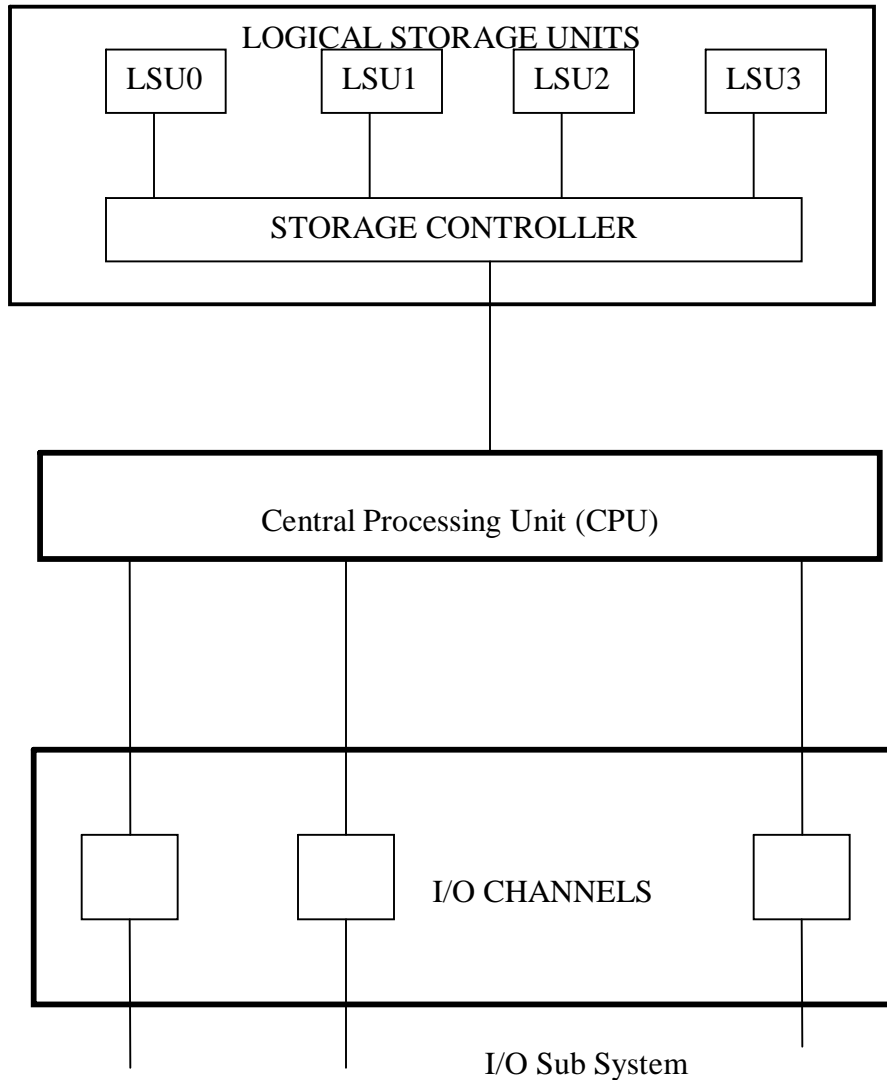 LOGICAL STORAGE UNITS
LSU0 LSU1 LSU2 LSU3
STORAGE CONTROLLER
Central Processing Unit (CPU)
I/O CHANNELS
I/O Sub System